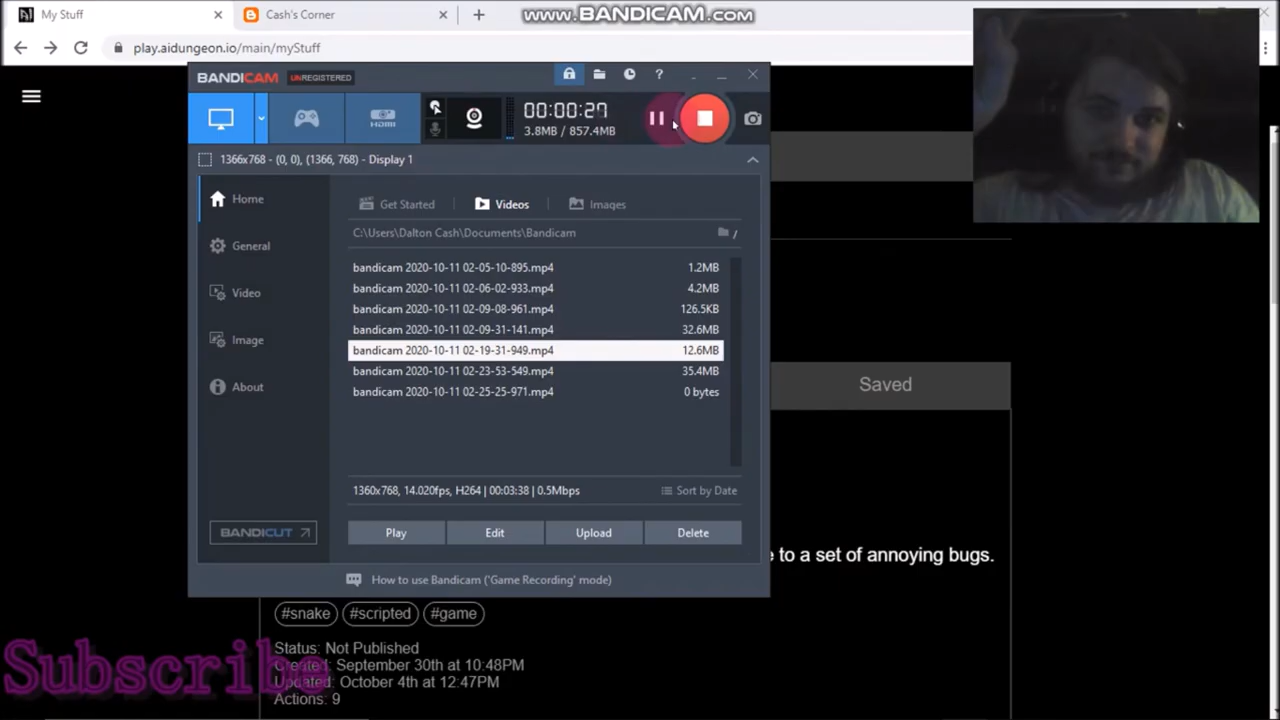 My Stuff
Cash's Corner
www.BANDICAM.com
play.aidungeon.io/main/myStuff
BANDICAM UNREGISTERED
00:00:27
3.8MB / 857.4MB
1366x768 - (0, 0), (1366, 768) - Display 1
Home
General
Video
Image
About
BANDICUT
Get Started
Videos
Images
C:\Users\Dalton Cash\Documents\Bandicam
/
bandicam 2020-10-11 02-05-10-895.mp4 1.2MB
bandicam 2020-10-11 02-06-02-933.mp4 4.2MB
bandicam 2020-10-11 02-09-08-961.mp4 126.5KB
bandicam 2020-10-11 02-09-31-141.mp4 32.6MB
bandicam 2020-10-11 02-19-31-949.mp4 12.6MB
bandicam 2020-10-11 02-23-53-549.mp4 35.4MB
bandicam 2020-10-11 02-25-25-971.mp4 0 bytes
1360x768, 14.020fps, H264 | 00:03:38 | 0.5Mbps
Sort by Date
Play
Edit
Upload
Delete
How to use Bandicam ('Game Recording' mode)
Saved
to a set of annoying bugs.
#snake #scripted #game
Status: Not Published
Created: September 30th at 10:48PM
Updated: October 4th at 12:47PM
Actions: 9
Subscribe